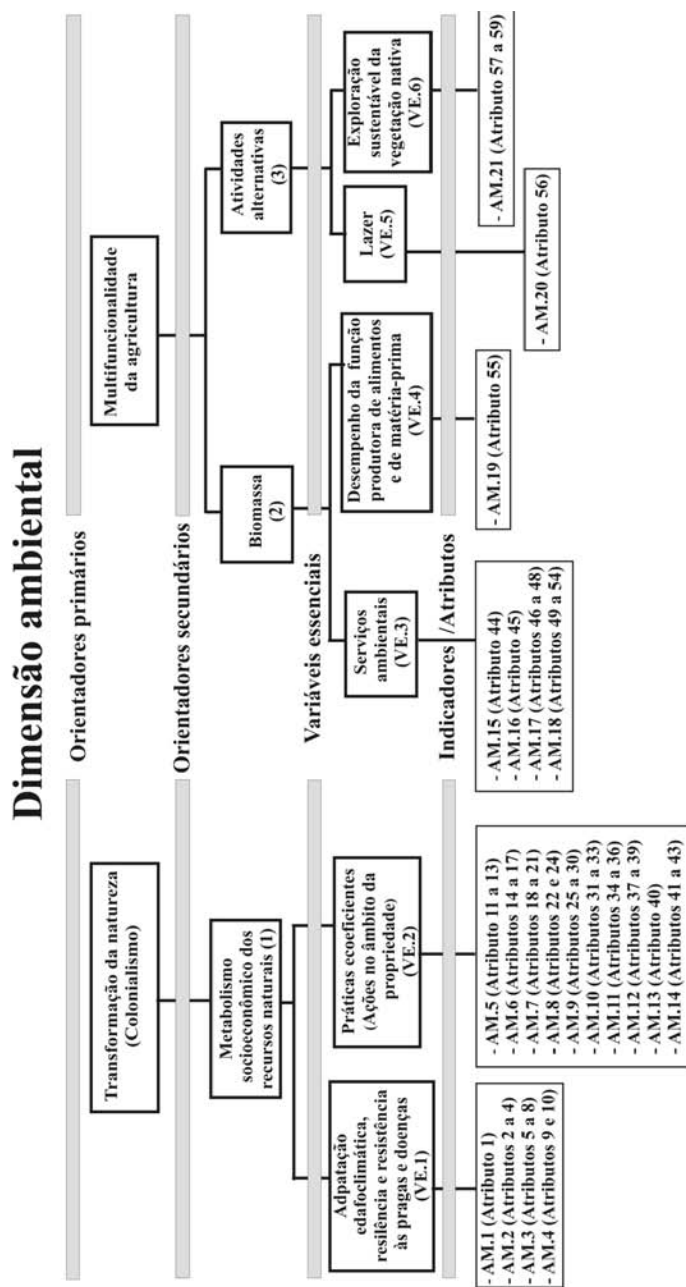 Dimensão ambiental
Orientadores primários
Transformação da natureza
(Colonialismo)
Multifuncionalidade
da agricultura
Orientadores secundários
Metabolismo
socioeconômico dos
recursos naturais (1)
Biomassa
(2)
Atividades
alternativas
(3)
Variáveis essenciais
Adpatação
edafoclimática,
resilência e resistência
às pragas e doenças
(VE.1)
Práticas ecoeficientes
(Ações no âmbito da
propriedade)
(VE.2)
Serviços
ambientais
(VE.3)
Desempenho da função
produtora de alimentos
e de matéria-prima
(VE.4)
Lazer
(VE.5)
Exploração
sustentável da
vegetação nativa
(VE.6)
Indicadores /Atributos
- AM.1 (Atributo 1)
- AM.2 (Atributos 2 a 4)
- AM.3 (Atributos 5 a 8)
- AM.4 (Atributos 9 e 10)
- AM.5 (Atributo 11 a 13)
- AM.6 (Atributos 14 a 17)
- AM.7 (Atributos 18 a 21)
- AM.8 (Atributos 22 e 24)
- AM.9 (Atributos 25 a 30)
- AM.10 (Atributos 31 a 33)
- AM.11 (Atributos 34 a 36)
- AM.12 (Atributos 37 a 39)
- AM.13 (Atributo 40)
- AM.14 (Atributos 41 a 43)
- AM.15 (Atributo 44)
- AM.16 (Atributo 45)
- AM.17 (Atributos 46 a 48)
- AM.18 (Atributos 49 a 54)
- AM.19 (Atributo 55)
- AM.20 (Atributo 56)
- AM.21 (Atributo 57 a 59)